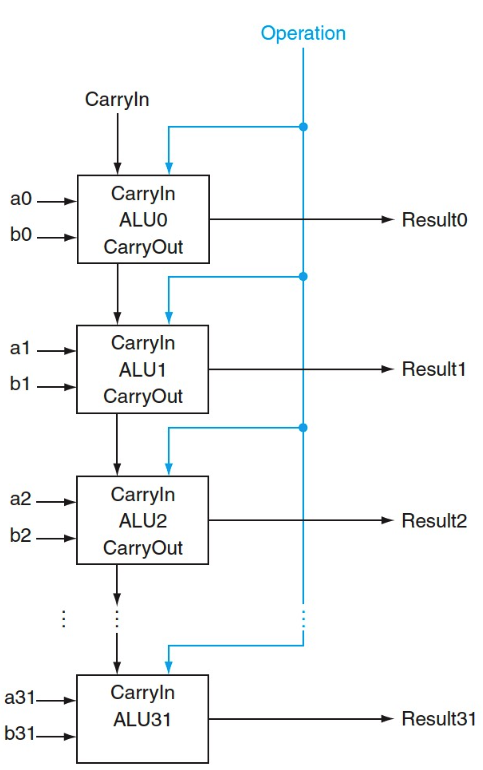 Operation
CarryIn
a0
b0
CarryIn
ALU0
CarryOut
Result0
a1
b1
CarryIn
ALU1
CarryOut
Result1
a2
b2
CarryIn
ALU2
CarryOut
Result2
a31
b31
CarryIn
ALU31
Result31